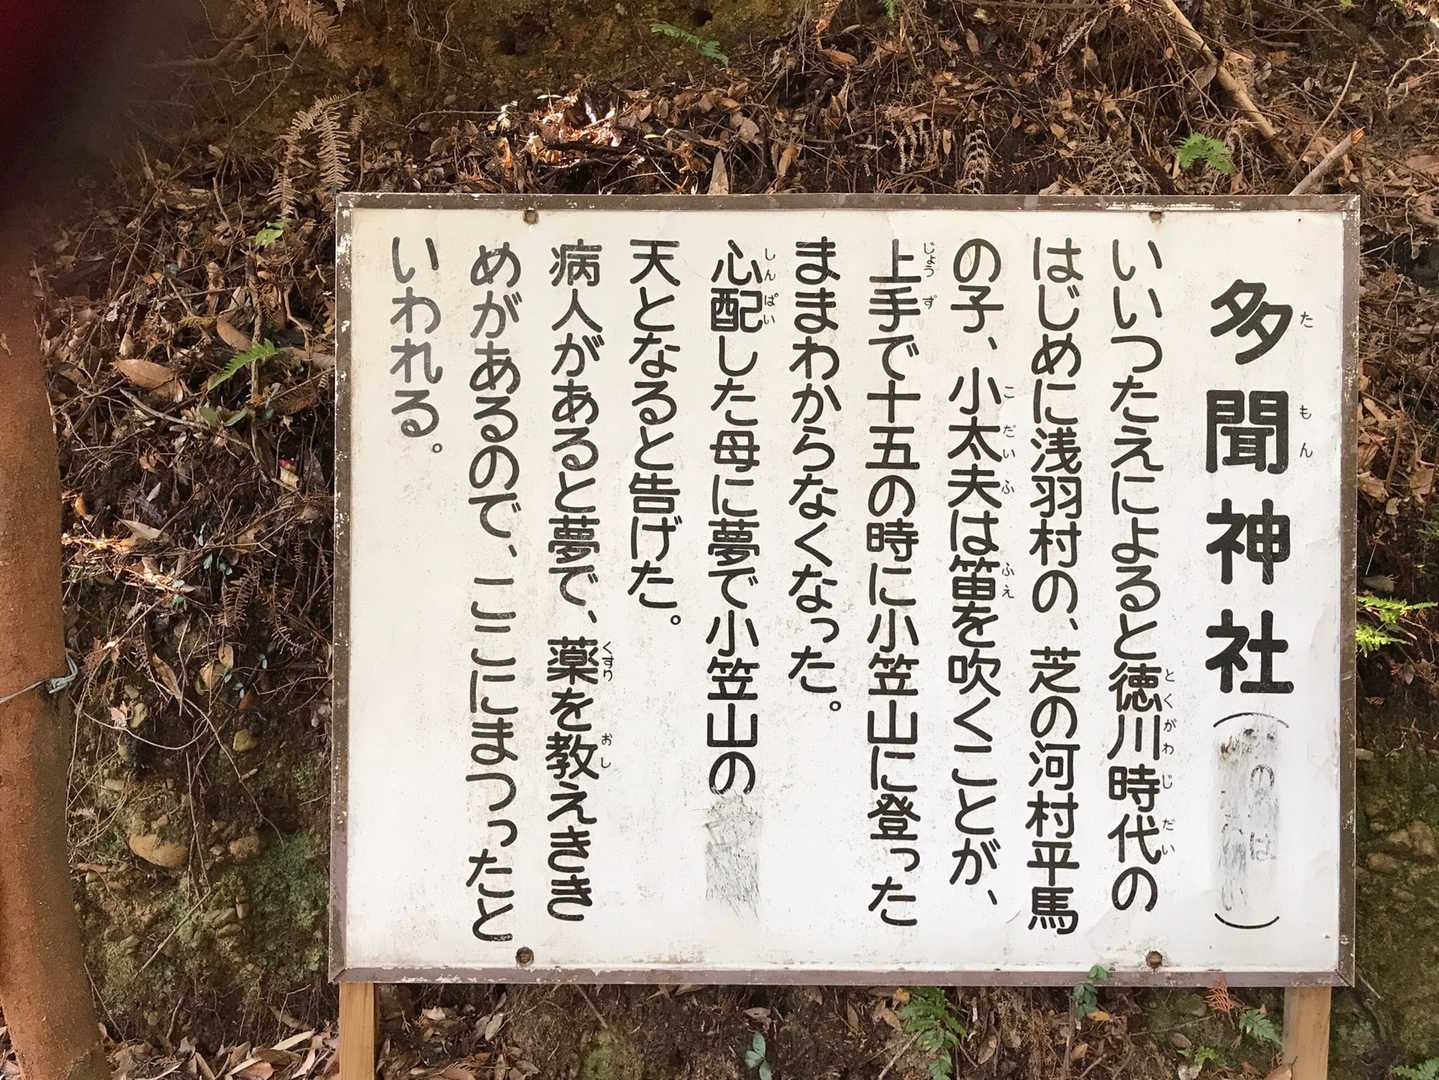 多聞神社（　　）
いいつたえによると徳川時代の
はじめに浅羽村の、芝の河村平馬
の子、小太夫は笛を吹くことが、
上手で十五の時に小笠山に登った
ままわからなくなった。
心配した母に夢で小笠山の
天となると告げた。
病人があると夢で、薬を教えきき
めがあるので、ここにまつったと
いわれる。